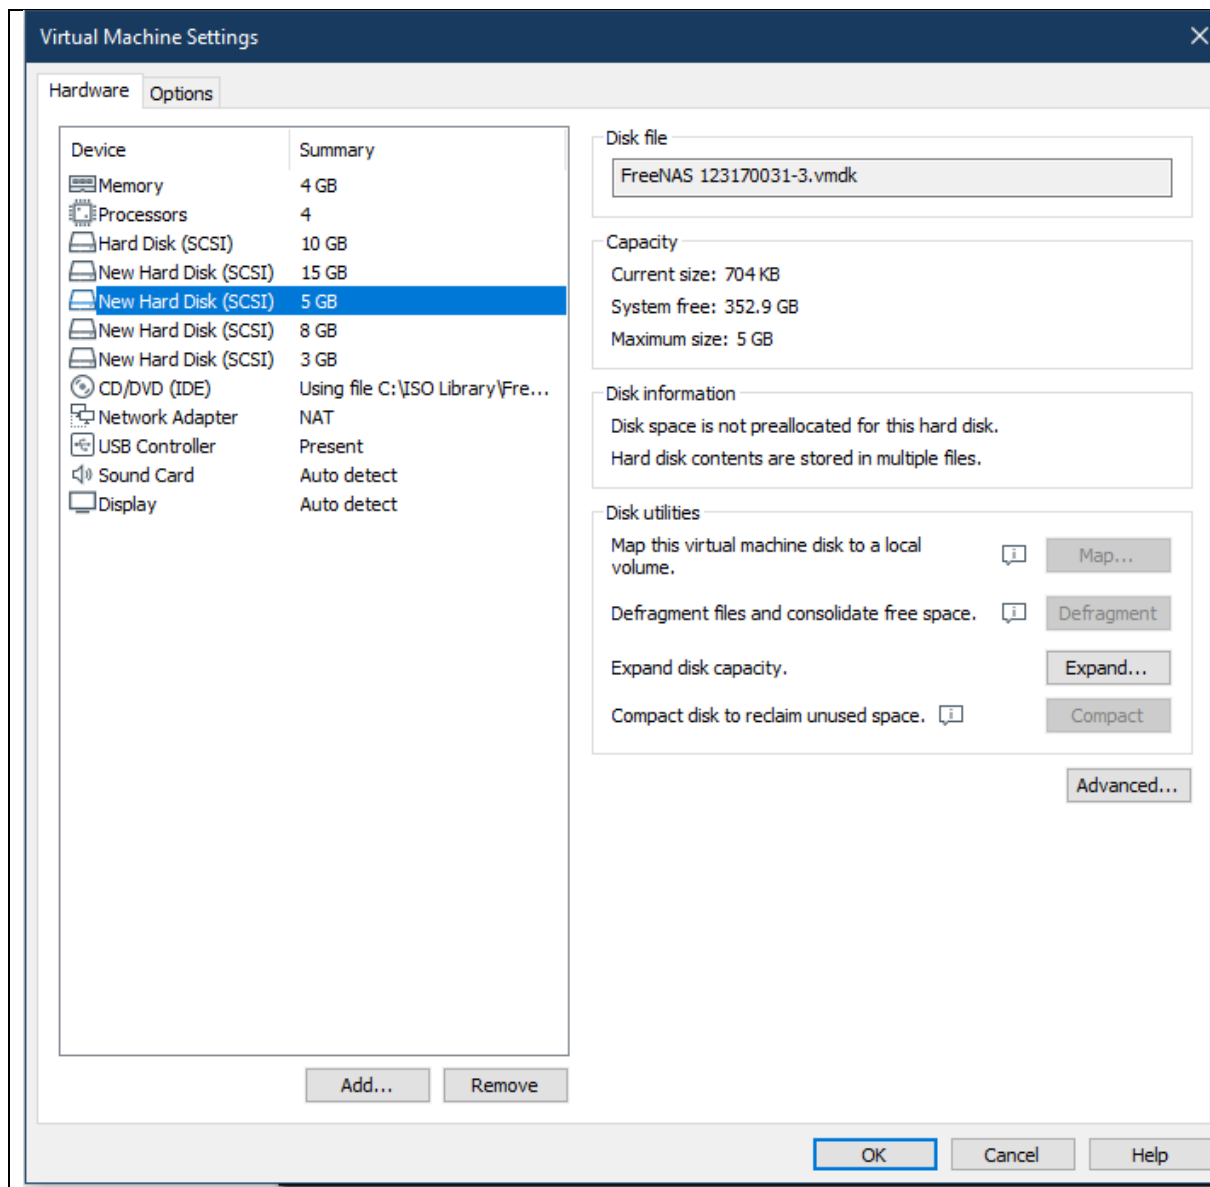 Virtual Machine Settings
Hardware Options
Device Summary
Memory 4 GB
Processors 4
Hard Disk (SCSI) 10 GB
New Hard Disk (SCSI) 15 GB
New Hard Disk (SCSI) 5 GB
New Hard Disk (SCSI) 8 GB
New Hard Disk (SCSI) 3 GB
CD/DVD (IDE) Using file C:\ISO Library\Fre...
Network Adapter NAT
USB Controller Present
Sound Card Auto detect
Display Auto detect
Add... Remove
Disk file
FreeNAS 123170031-3.vmdk
Capacity
Current size: 704 KB
System free: 352.9 GB
Maximum size: 5 GB
Disk information
Disk space is not preallocated for this hard disk.
Hard disk contents are stored in multiple files.
Disk utilities
Map this virtual machine disk to a local
volume.
Map...
Defragment files and consolidate free space. Defragment
Expand disk capacity. Expand...
Compact disk to reclaim unused space. Compact
Advanced...
OK Cancel Help